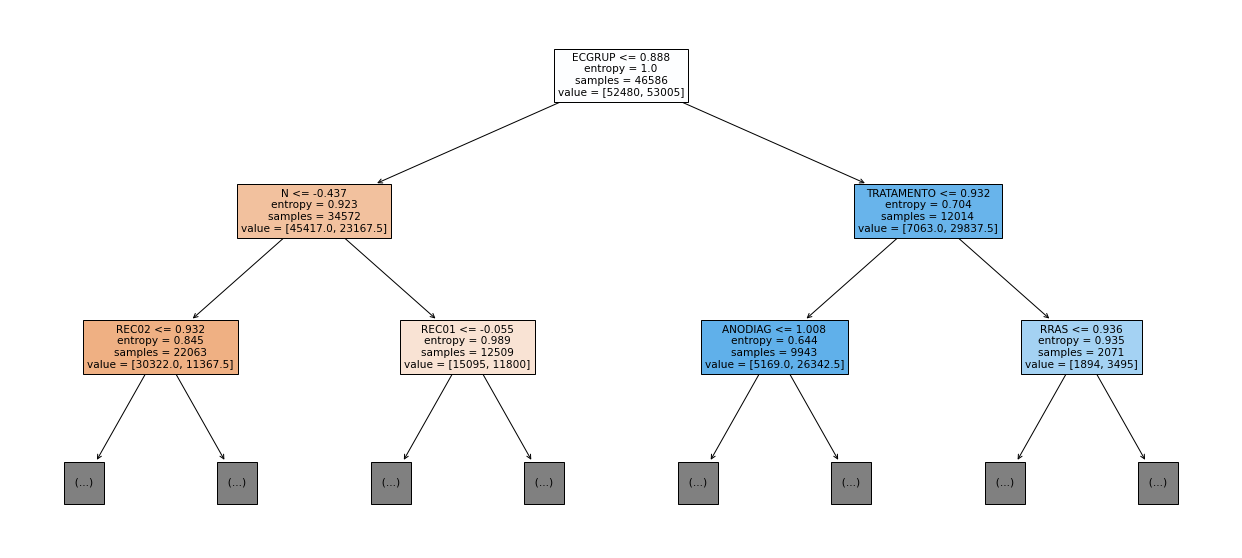 ECGRUP <= 0.888
entropy = 1.0
samples = 46586
value = [52480, 53005]
N <= -0.437
entropy = 0.923
samples = 34572
value = [45417.0, 23167.5]
TRATAMENTO <= 0.932
entropy = 0.704
samples = 12014
value = [7063.0, 29837.5]
REC02 <= 0.932
entropy = 0.845
samples = 22063
value = [30322.0, 11367.5]
REC01 <= -0.055
entropy = 0.989
samples = 12509
value = [15095, 11800]
ANODIAG <= 1.008
entropy = 0.644
samples = 9943
value = [5169.0, 26342.5]
RRAS <= 0.936
entropy = 0.935
samples = 2071
value = [1894, 3495]
(...)
(...)
(...)
(...)
(...)
(...)
(...)
(...)